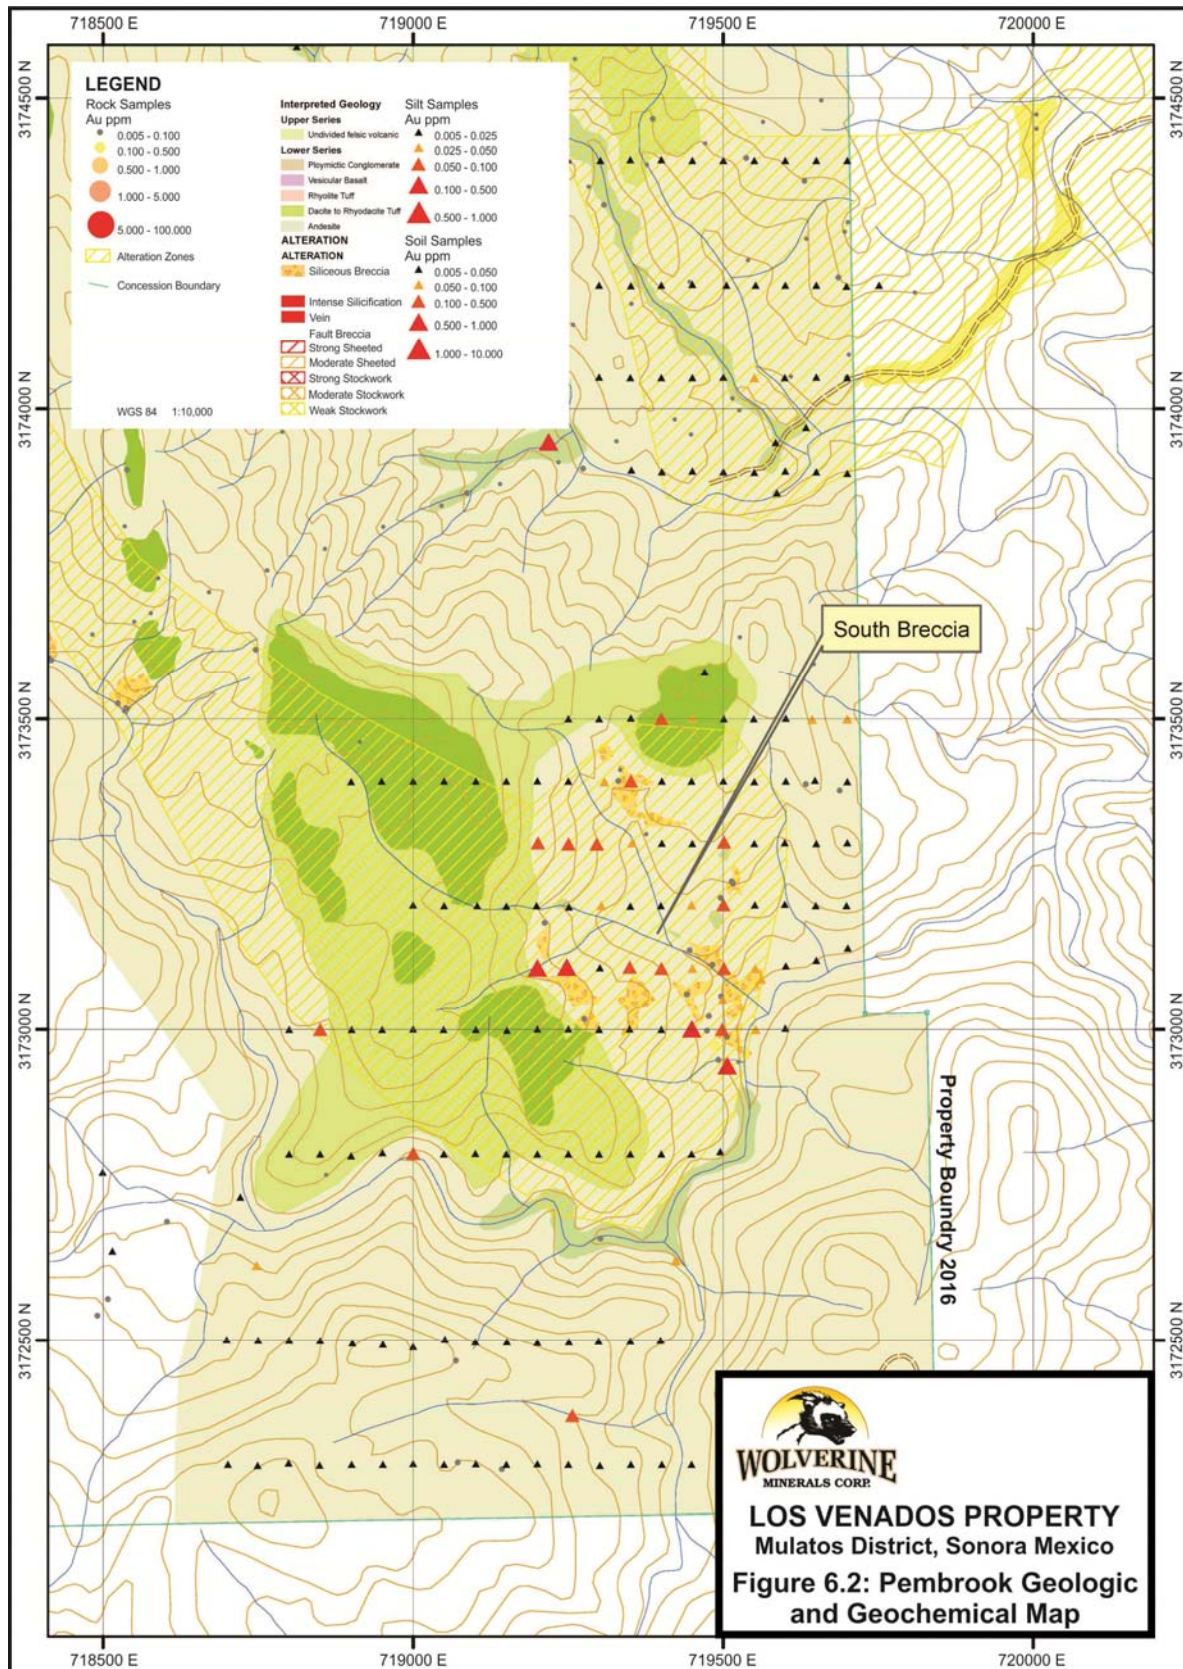 718500 E
719000 E
719500 E
720000 E
3174500 N
3174500 N
LEGEND
Rock Samples
Au ppm
0.005 - 0.100
0.100 - 0.500
0.500 - 1.000
1.000 - 5.000
5.000 - 100.000
Alteration Zones
Concession Boundary
WGS 84 1:10,000
Interpreted Geology
Upper Series
Undivided felsic volcanic
Lower Series
Ploymictic Conglomerate
Vesicular Basalt
Rhyolite Tuff
Dacite to Rhyodacite Tuff
Andesite
ALTERATION
ALTERATION
Siliceous Breccia
Intense Silicification
Vein
Fault Breccia
Strong Sheeted
Moderate Sheeted
Strong Stockwork
Moderate Stockwork
Weak Stockwork
Silt Samples
Au ppm
0.005 - 0.025
0.025 - 0.050
0.050 - 0.100
0.100 - 0.500
0.500 - 1.000
Soil Samples
Au ppm
0.005 - 0.050
0.050 - 0.100
0.100 - 0.500
0.500 - 1.000
1.000 - 10.000
3174000 N
3174000 N
South Breccia
3173500 N
3173500 N
3173000 N
3173000 N
Property Boundry 2016
3172500 N
3172500 N
WOLVERINE
MINERALS CORP.
LOS VENADOS PROPERTY
Mulatos District, Sonora Mexico
Figure 6.2: Pembrook Geologic
and Geochemical Map
718500 E
719000 E
719500 E
720000 E